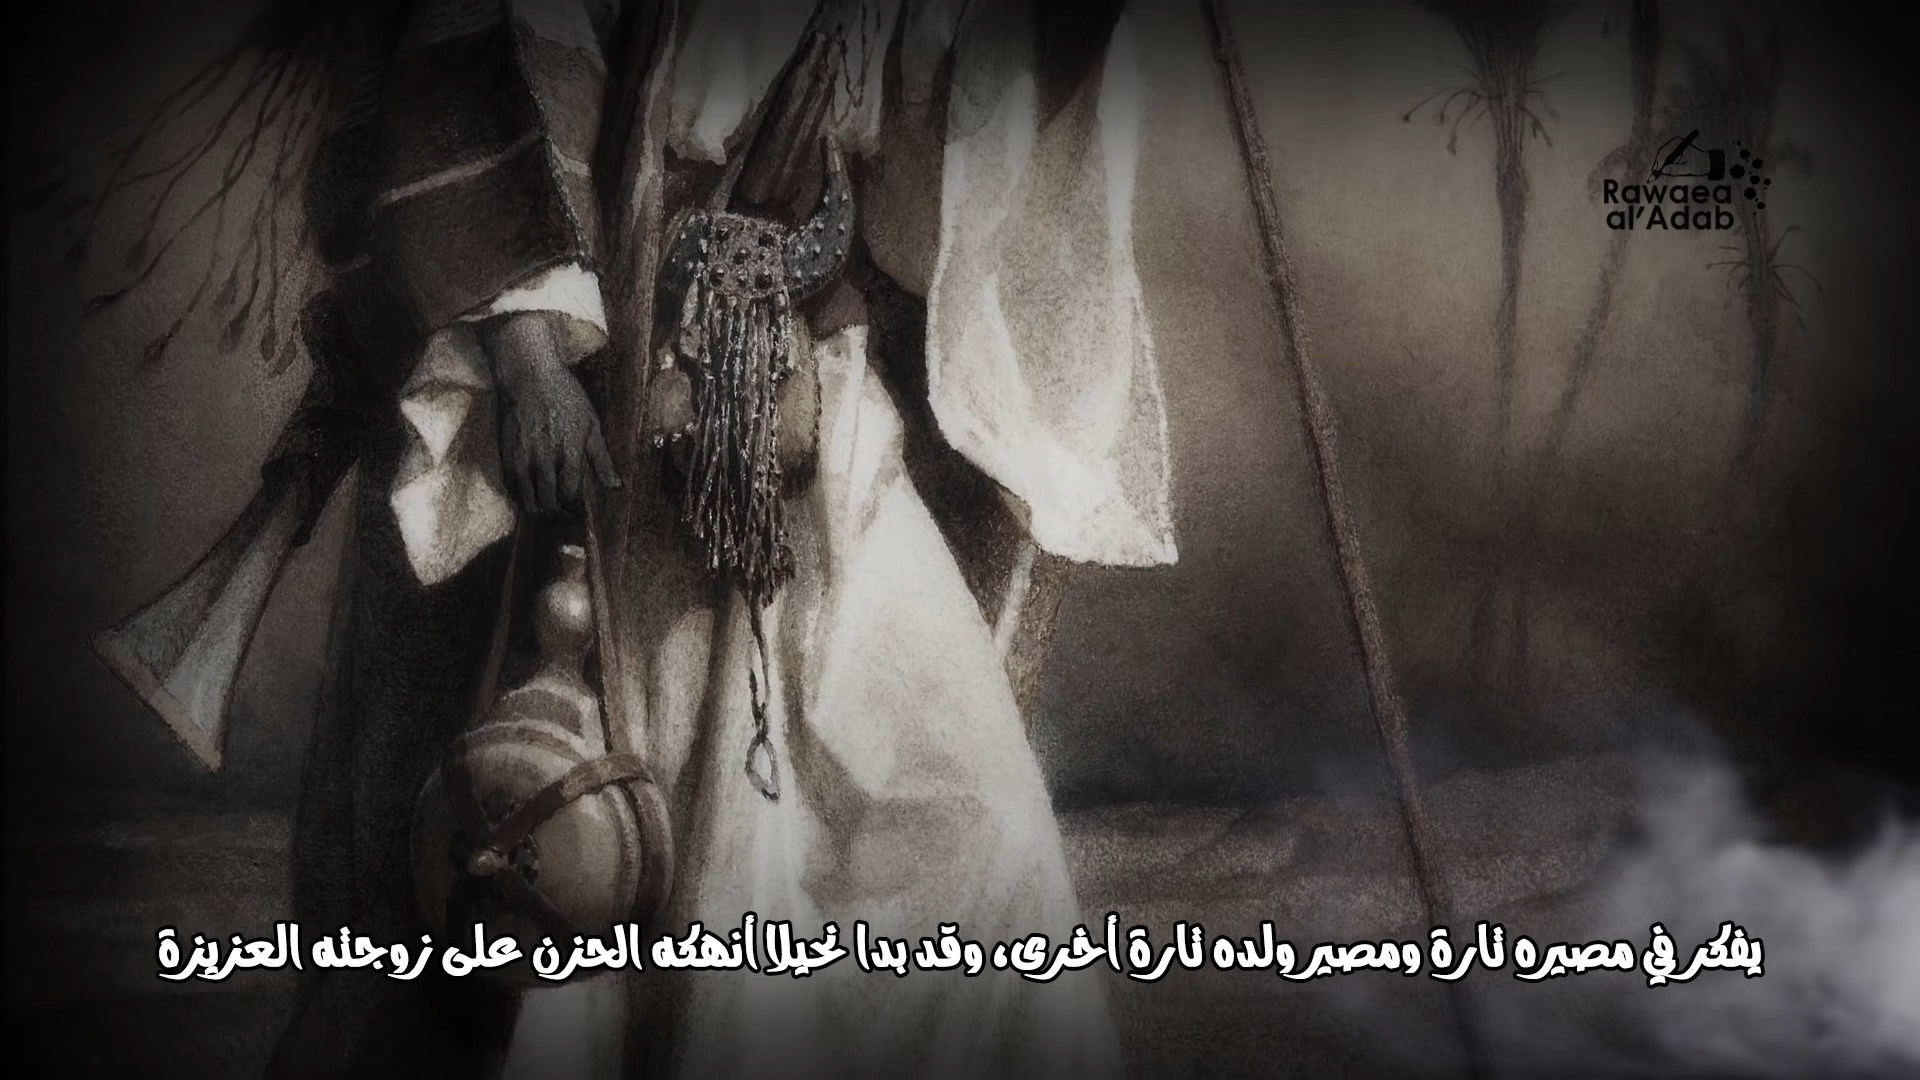 Rawaea
al'Adab
يفكر في مصيره تارة ومصير ولده تارة أخرى، وقد بدا نحيلا أنهكه الحزن على زوجته العزيزة